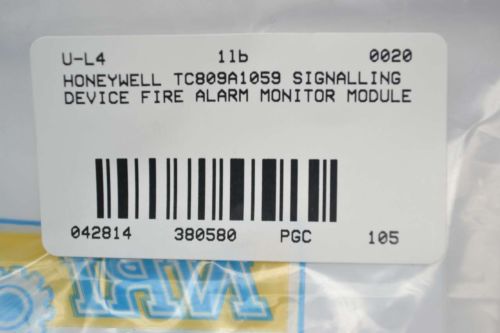 U-L4 1lb 0020
HONEYWELL TC809A1059 SIGNALLING
DEVICE FIRE ALARM MONITOR MODULE
042814 380580 PGC 105